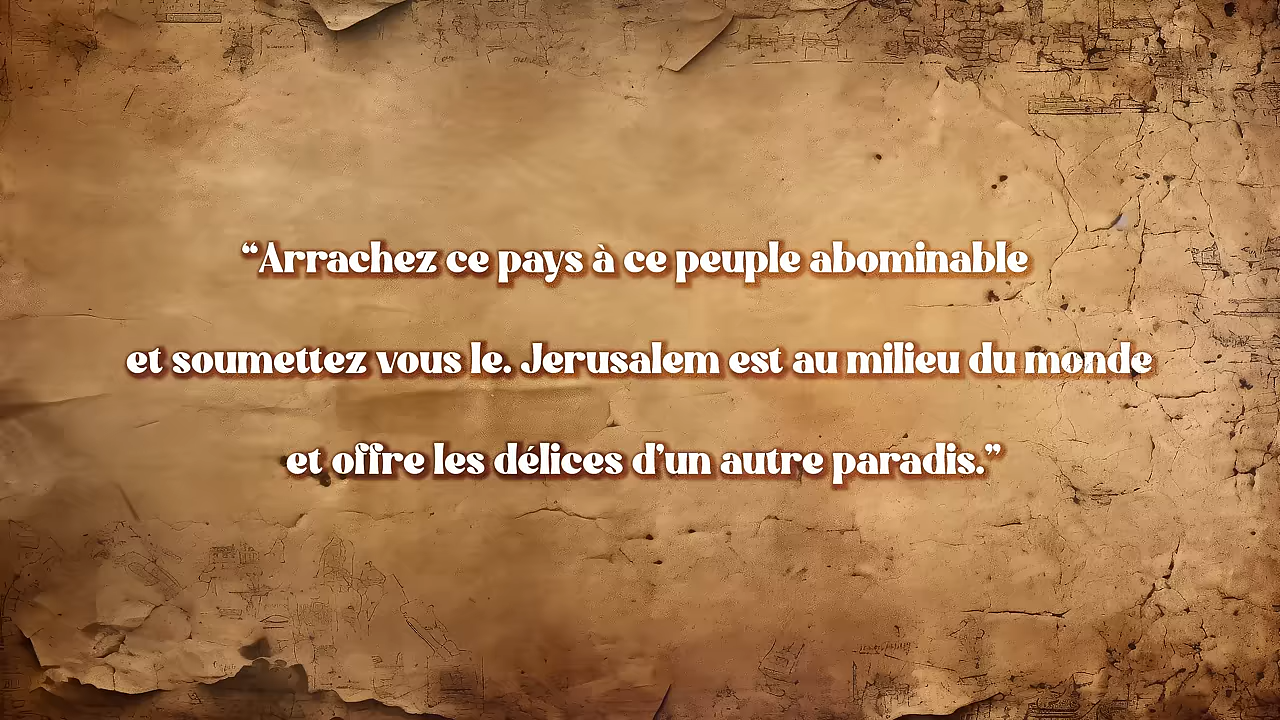 “Arrachez ce pays à ce peuple abominable
et soumettez vous le. Jerusalem est au milieu du monde
et offre les délices d’un autre paradis.”